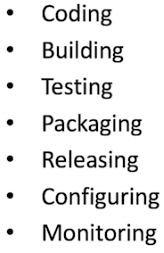 • Coding
• Building
• Testing
• Packaging
• Releasing
• Configuring
• Monitoring